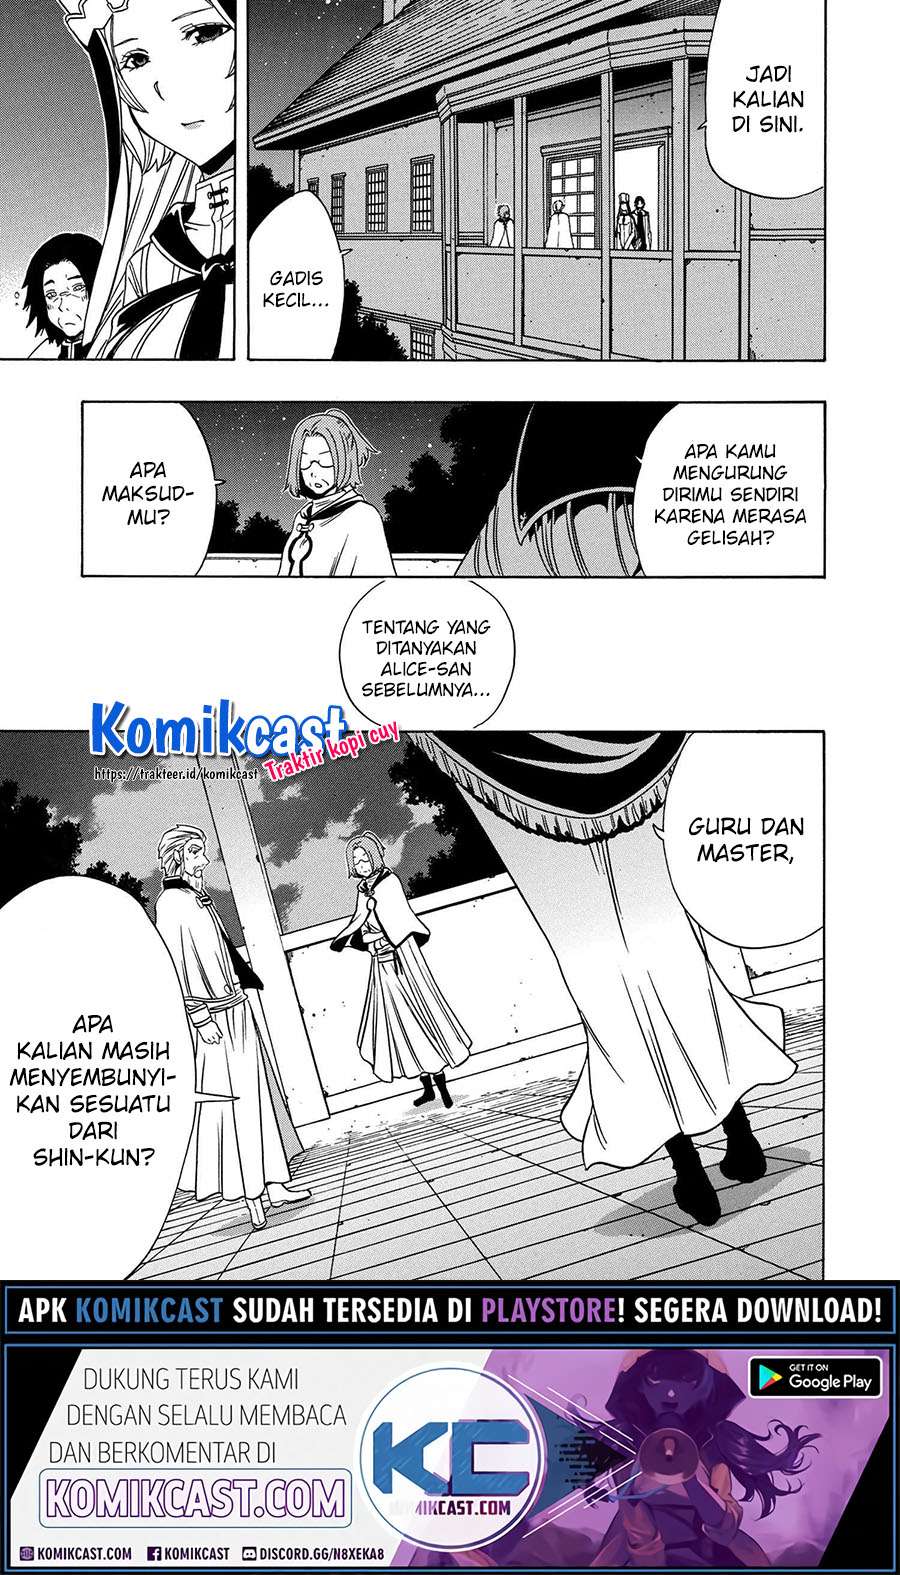 JADI
KALIAN
DI SINI.
GADIS
KECIL...
APA KAMU
MENGURUNG
DIRIMU SENDIRI
KARENA MERASA
GELISAH?
APA
MAKSUD-
MU?
TENTANG YANG
DITANYAKAN
ALICE-SAN
SEBELUMNYA...
Komikcast
https://trakteer.id/komikcast
Traktir kopi cuy
GURU DAN
MASTER,
APA
KALIAN MASIH
MENYEMBUNYI-
KAN SESUATU
DARI
SHIN-KUN?
APK KOMIKCAST SUDAH TERSEDIA DI PLAYSTORE! SEGERA DOWNLOAD!
DUKUNG TERUS KAMI
DENGAN SELALU MEMBACA
DAN BERKOMENTAR DI
KOMIKCAST.COM
KC
GET IT ON
Google Play
KOMIKCAST.COM KOMIKCAST DISCORD.GG/N8XEKA8